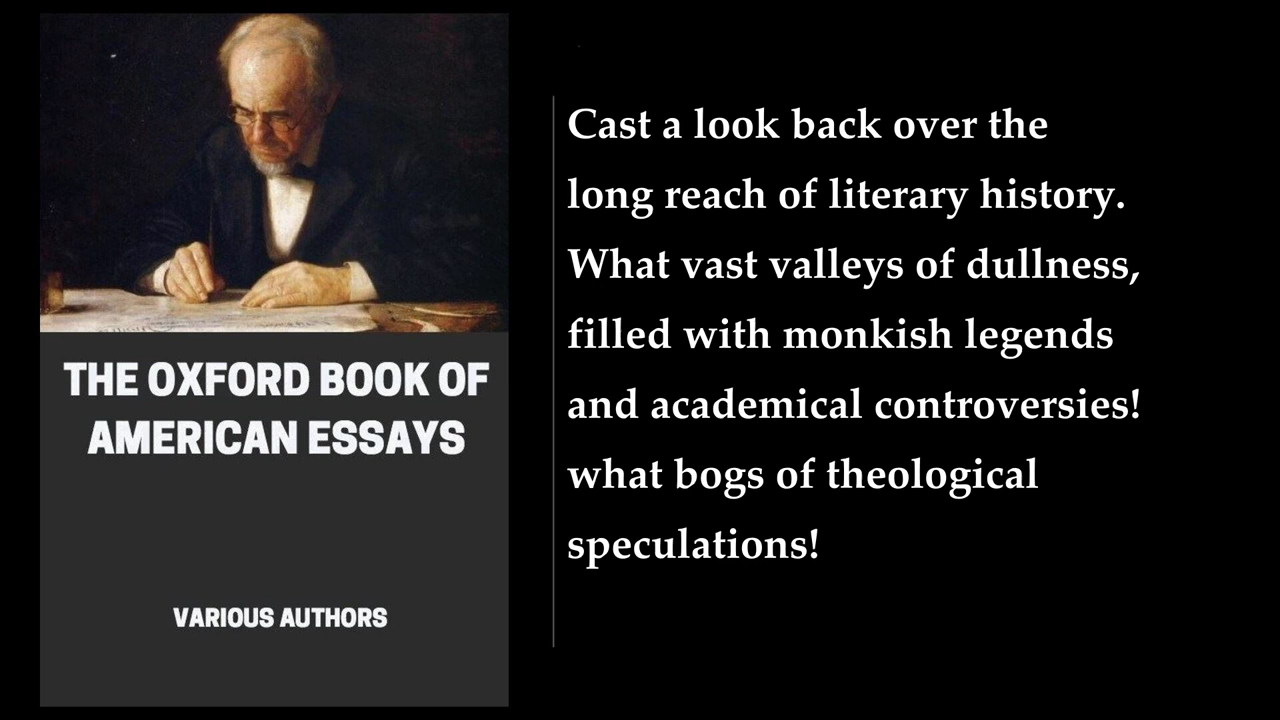 THE OXFORD BOOK OF
AMERICAN ESSAYS
VARIOUS AUTHORS
Cast a look back over the
long reach of literary history.
What vast valleys of dullness,
filled with monkish legends
and academical controversies!
what bogs of theological
speculations!